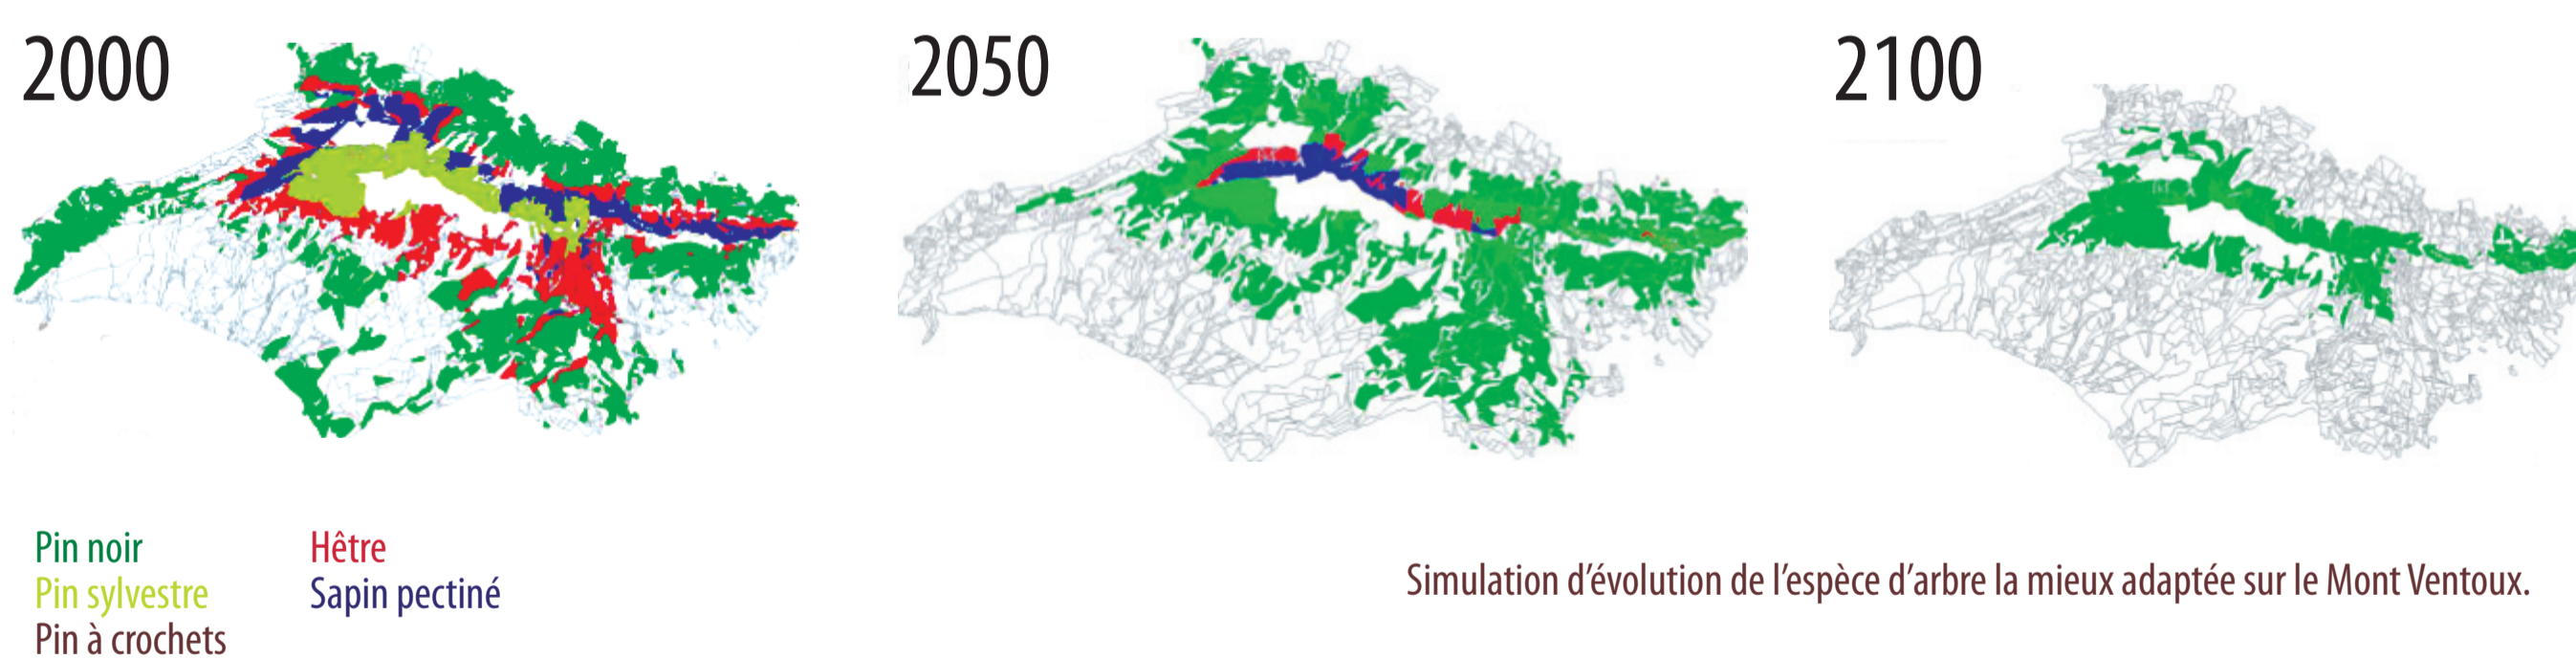 2000
2050
2100
Pin noir
Pin sylvestre
Pin à crochets
Hêtre
Sapin pectiné
Simulation d’évolution de l’espèce d’arbre la mieux adaptée sur le Mont Ventoux.